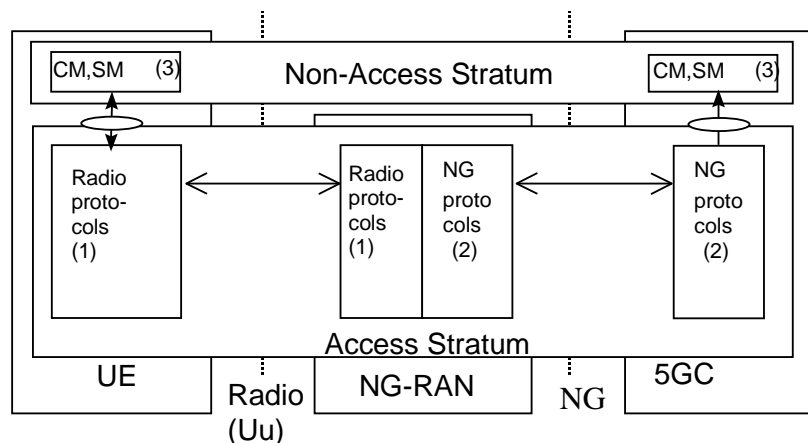 CM,SM (3)
Non-Access Stratum
CM,SM (3)
Radio
proto-
cols
(1)
Radio
proto-
cols
(1)
NG
proto
cols
(2)
NG
proto
cols
(2)
Access Stratum
UE
Radio
(Uu)
NG-RAN
NG
5GC